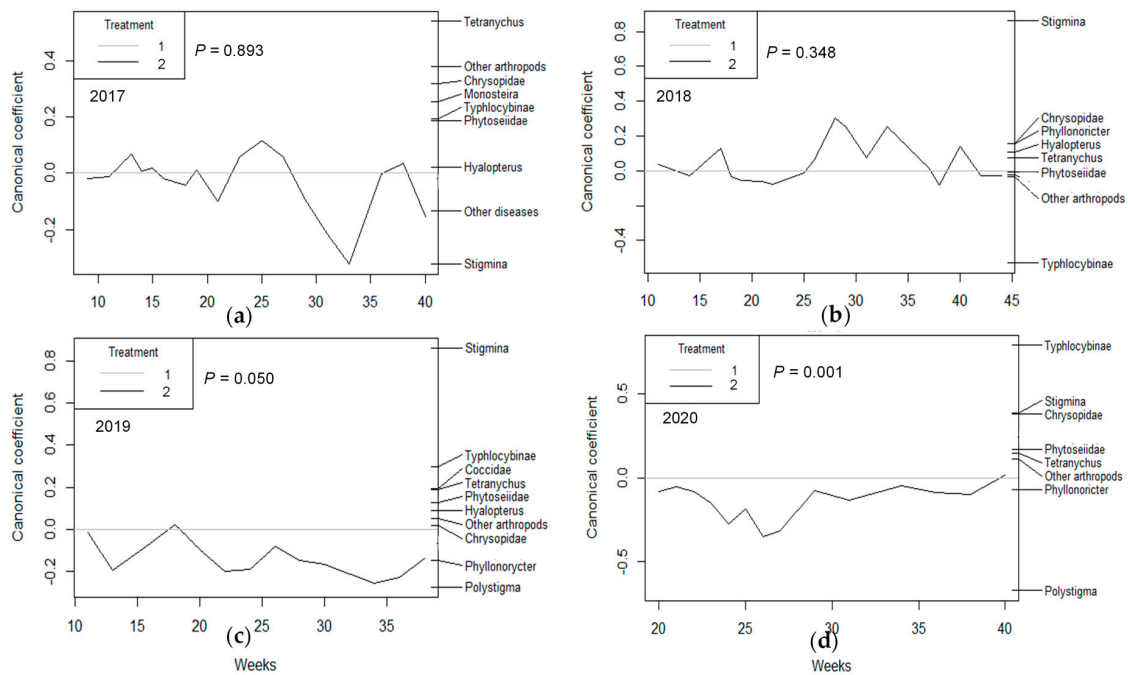 Treatment
1
2
P = 0.893
2017
Canonical coefficient
0.4
0.2
0.0
-0.2
10 15 20 25 30 35 40
Tetranychus
Other arthropods
Chrysopidae
Monosteira
Typhlocybinae
Phytoseiidae
Hyalopterus
Other diseases
Stigmina
(a)
Treatment
1
2
P = 0.348
2018
Canonical coefficient
0.8
0.6
0.4
0.2
0.0
-0.4
10 15 20 25 30 35 40 45
Stigmina
Chrysopidae
Phyllonoricter
Hyalopterus
Tetranychus
Phytoseiidae
Other arthropods
Typhlocybinae
(b)
Treatment
1
2
P = 0.050
2019
Canonical coefficient
0.8
0.6
0.4
0.2
0.0
-0.2
10 15 20 25 30 35
Weeks
Stigmina
Typhlocybinae
Coccidae
Tetranychus
Phytoseiidae
Hyalopterus
Other arthropods
Chrysopidae
Phyllonorycter
Polystigma
(c)
Treatment
1
2
P = 0.001
2020
Canonical coefficient
0.5
0.0
-0.5
20 25 30 35 40
Weeks
Typhlocybinae
Stigmina
Chrysopidae
Phytoseiidae
Tetranychus
Other arthropods
Phyllonoricter
Polystigma
(d)